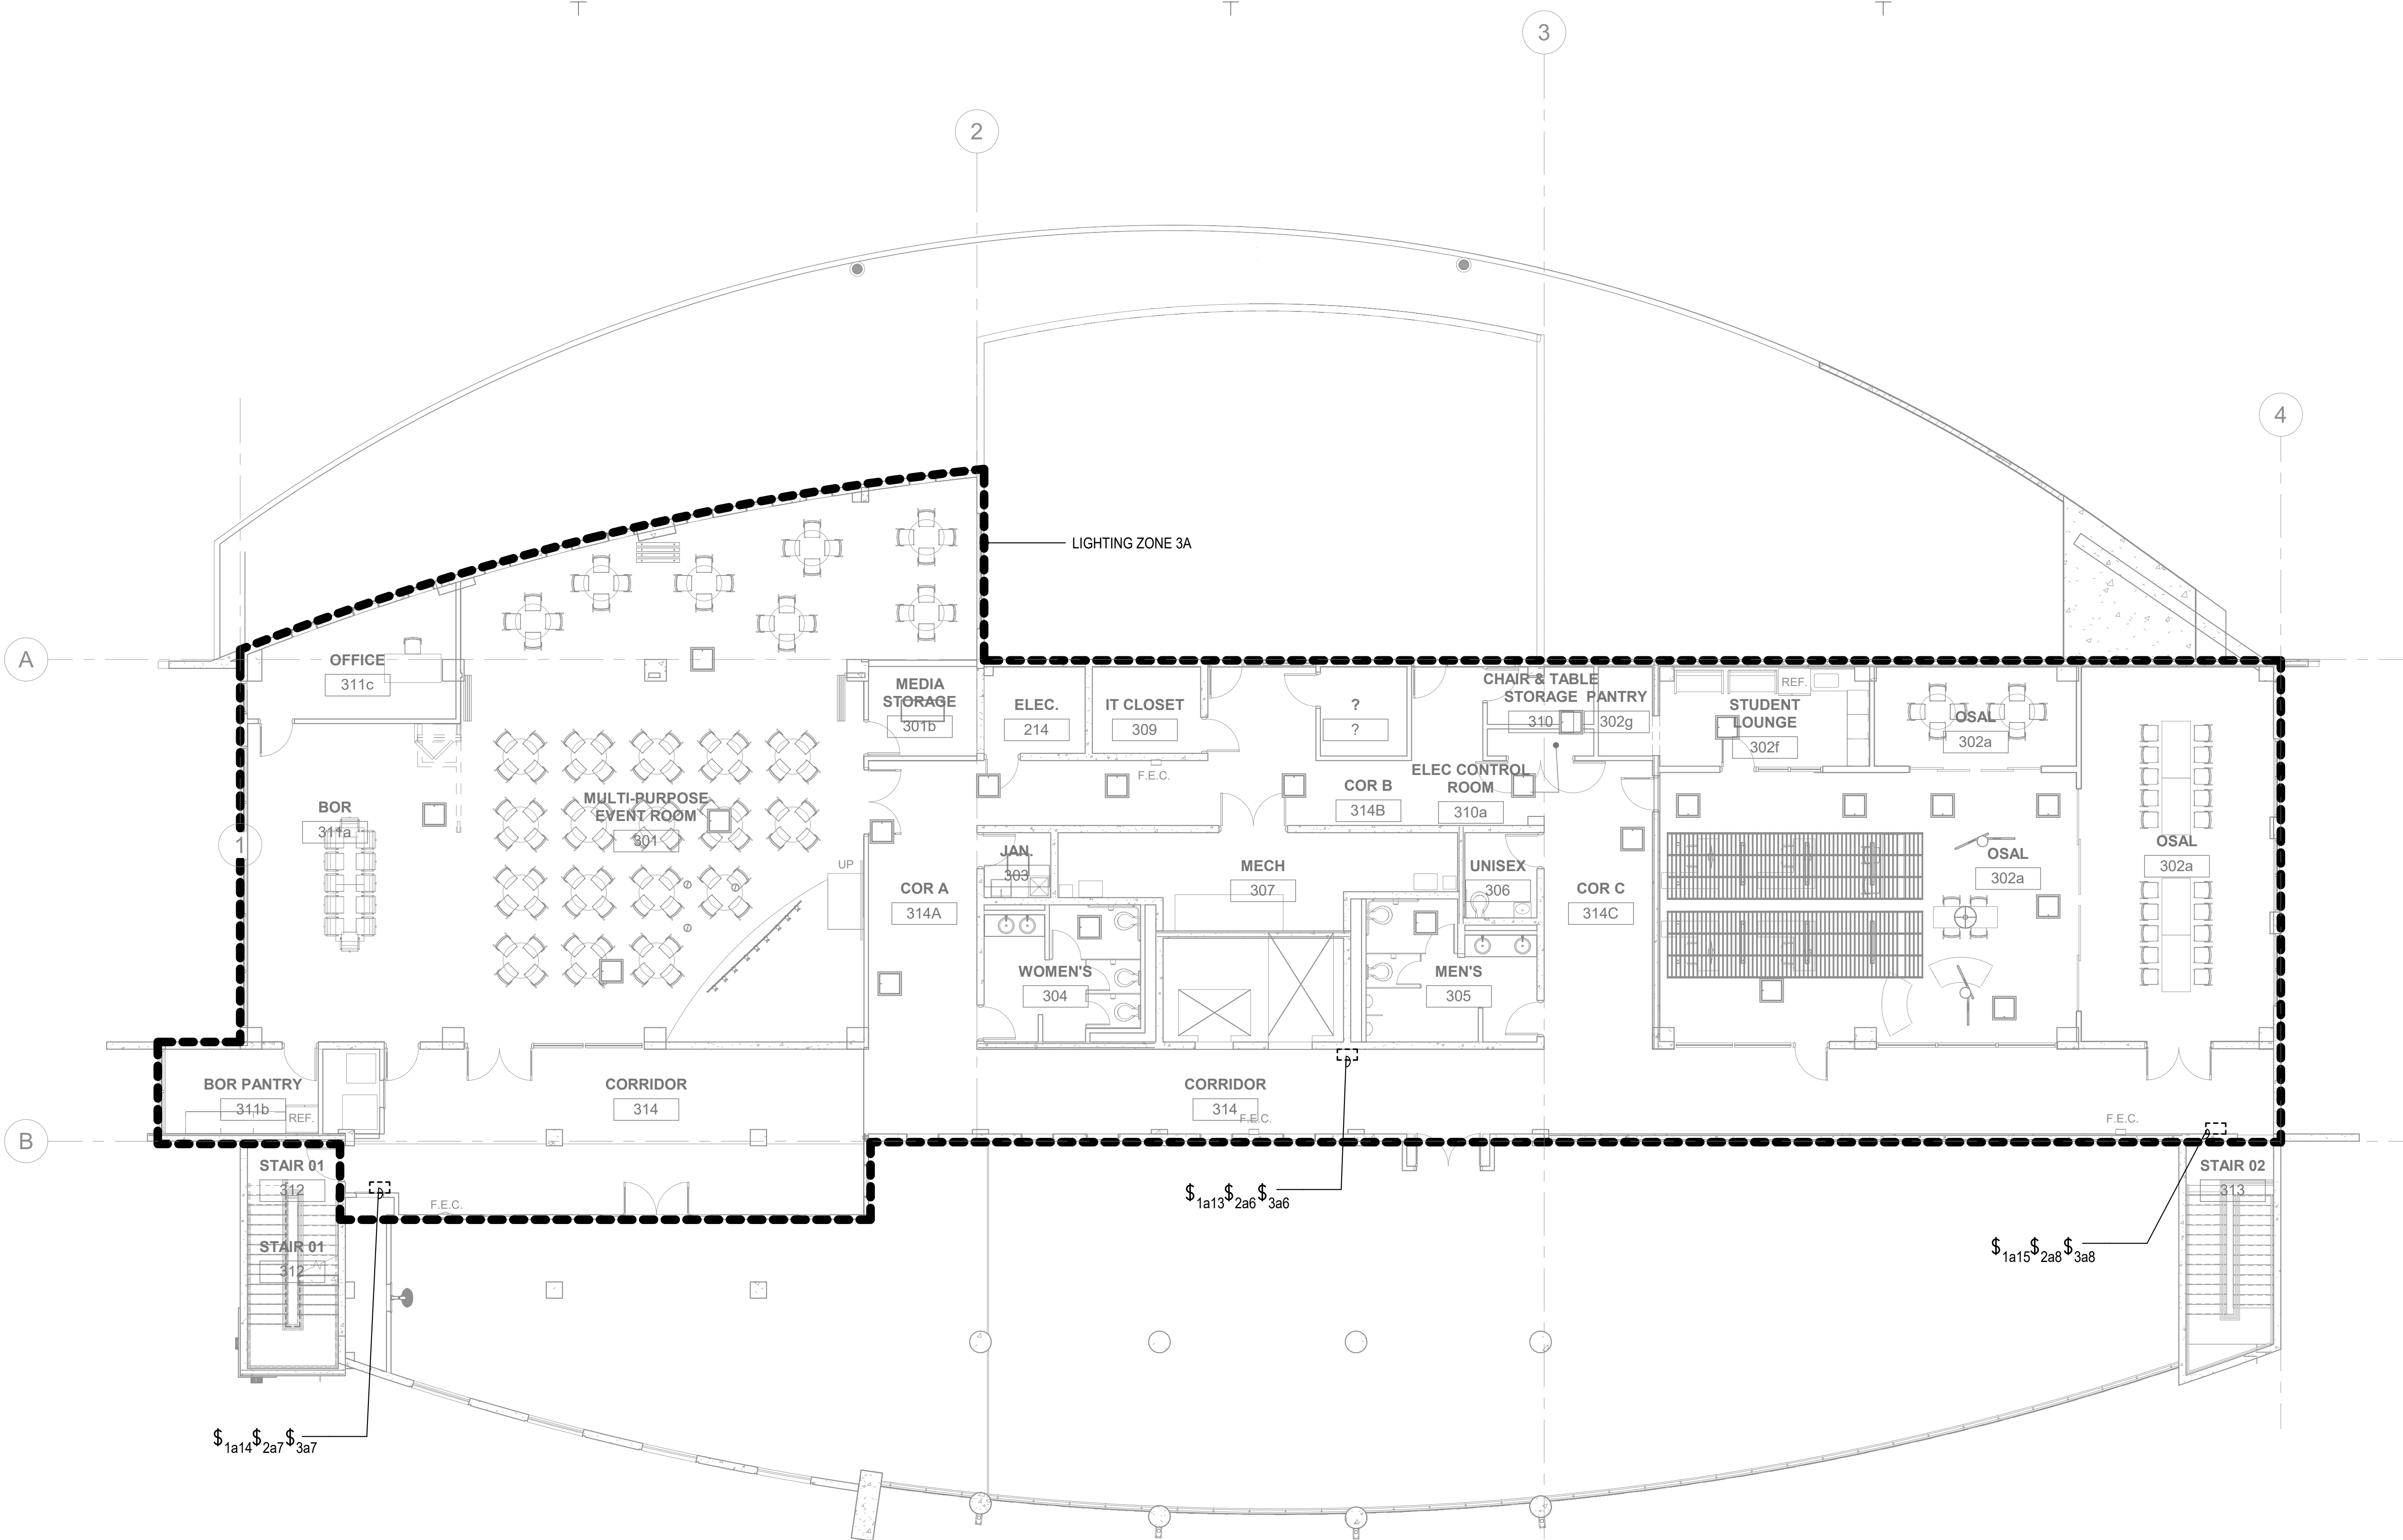 3
2
4
LIGHTING ZONE 3A
A
OFFICE
311c
MEDIA
STORAGE
301b
ELEC.
214
IT CLOSET
309
?
?
CHAIR & TABLE
STORAGE
310
PANTRY
302g
REF.
STUDENT
LOUNGE
302f
OSAL
302a
F.E.C.
COR B
314B
ELEC CONTROL
ROOM
310a
BOR
311a
1
MULTI-PURPOSE
EVENT ROOM
301
UP
JAN.
303
COR A
314A
MECH
307
UNISEX
306
COR C
314C
OSAL
302a
OSAL
302a
WOMEN'S
304
MEN'S
305
BOR PANTRY
311b
REF.
CORRIDOR
314
CORRIDOR
314
F.E.C.
F.E.C.
B
STAIR 01
312
F.E.C.
STAIR 01
312
STAIR 02
313
$1a13$2a6$3a6
$1a15$2a8$3a8
$1a14$2a7$3a7